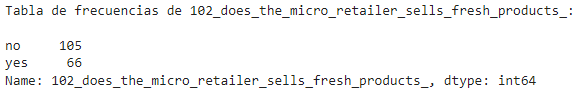 Tabla de frecuencias de 102_does_the_micro_retailer_sells_fresh_products_:
no     105
yes     66
Name: 102_does_the_micro_retailer_sells_fresh_products_, dtype: int64